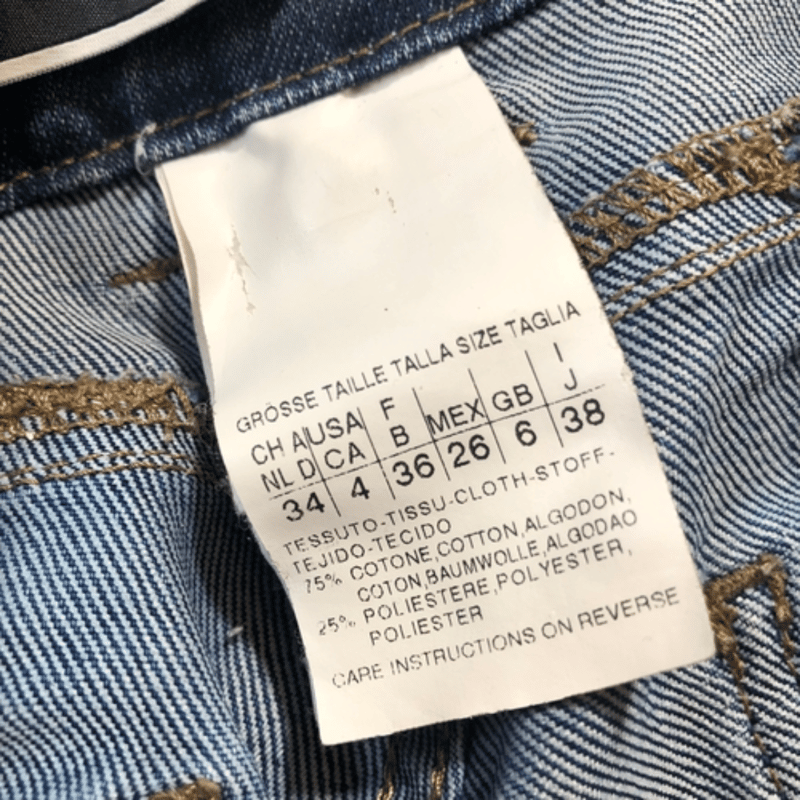 GRÖSSE TAILLE TALLA SIZE TAGLIA
CH A USA F MEX GB I
NL D CA B J
34 4 36 26 6 38
TESSUTO-TISSU-CLOTH-STOFF-
TEJIDO-TECIDO
75% COTONE,COTTON,ALGODON,
COTON,BAUMWOLLE,ALGODAO
25% POLIESTERE,POLYESTER,
POLIESTER
CARE INSTRUCTIONS ON REVERSE